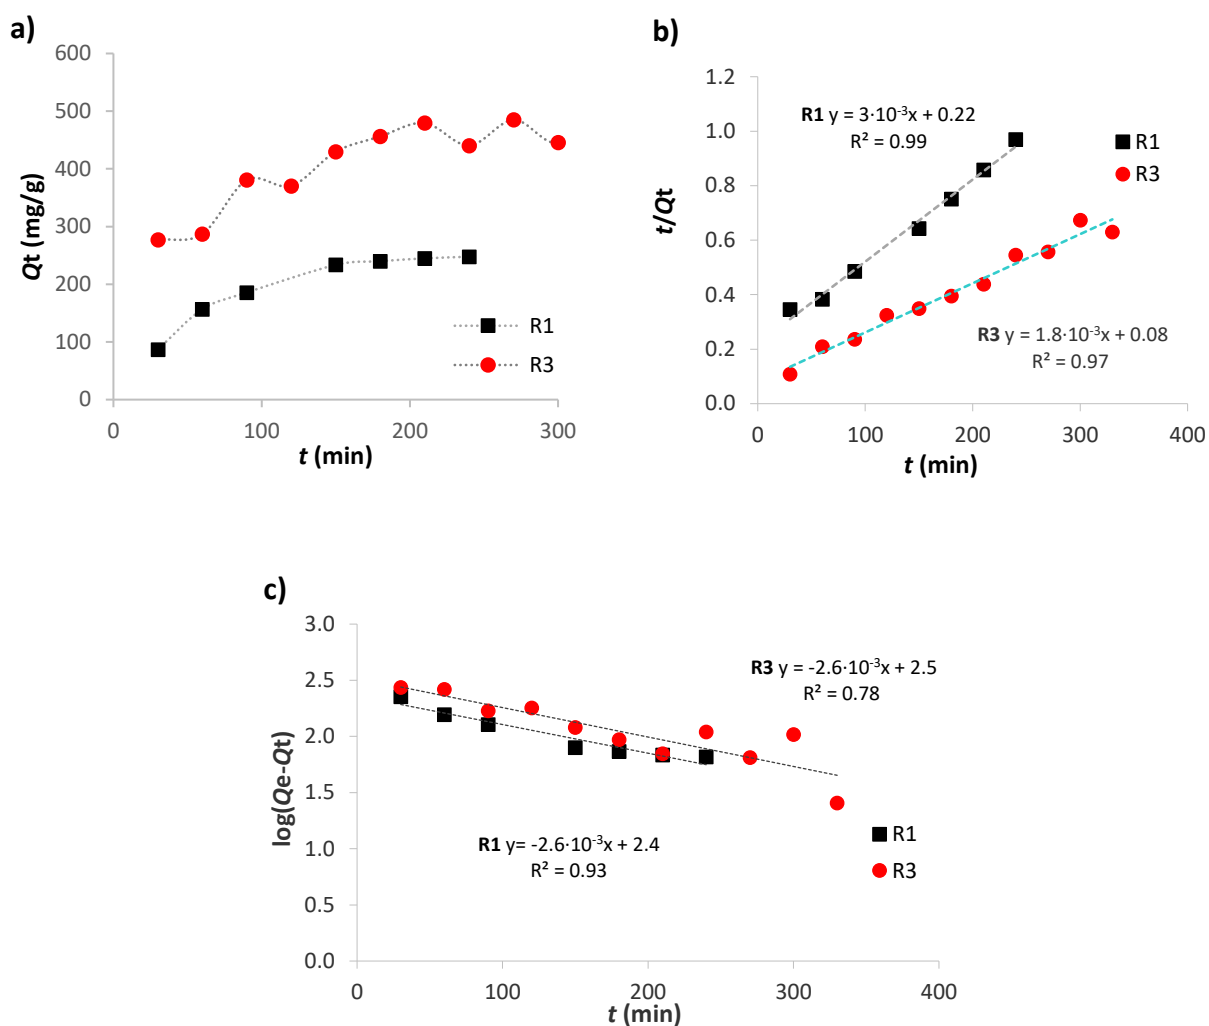 a)
600
500
400
300
200
100
0
Qt (mg/g)
R1
R3
0 100 200 300
t (min)
b)
1.2
1.0
0.8
0.6
0.4
0.2
0.0
t/Qt
R1 y = 3·10⁻³x + 0.22
R² = 0.99
R1
R3
R3 y = 1.8·10⁻³x + 0.08
R² = 0.97
0 100 200 300 400
t (min)
c)
3.0
2.5
2.0
1.5
1.0
0.5
0.0
log(Qe-Qt)
R3 y = -2.6·10⁻³x + 2.5
R² = 0.78
R1 y= -2.6·10⁻³x + 2.4
R² = 0.93
R1
R3
0 100 200 300 400
t (min)